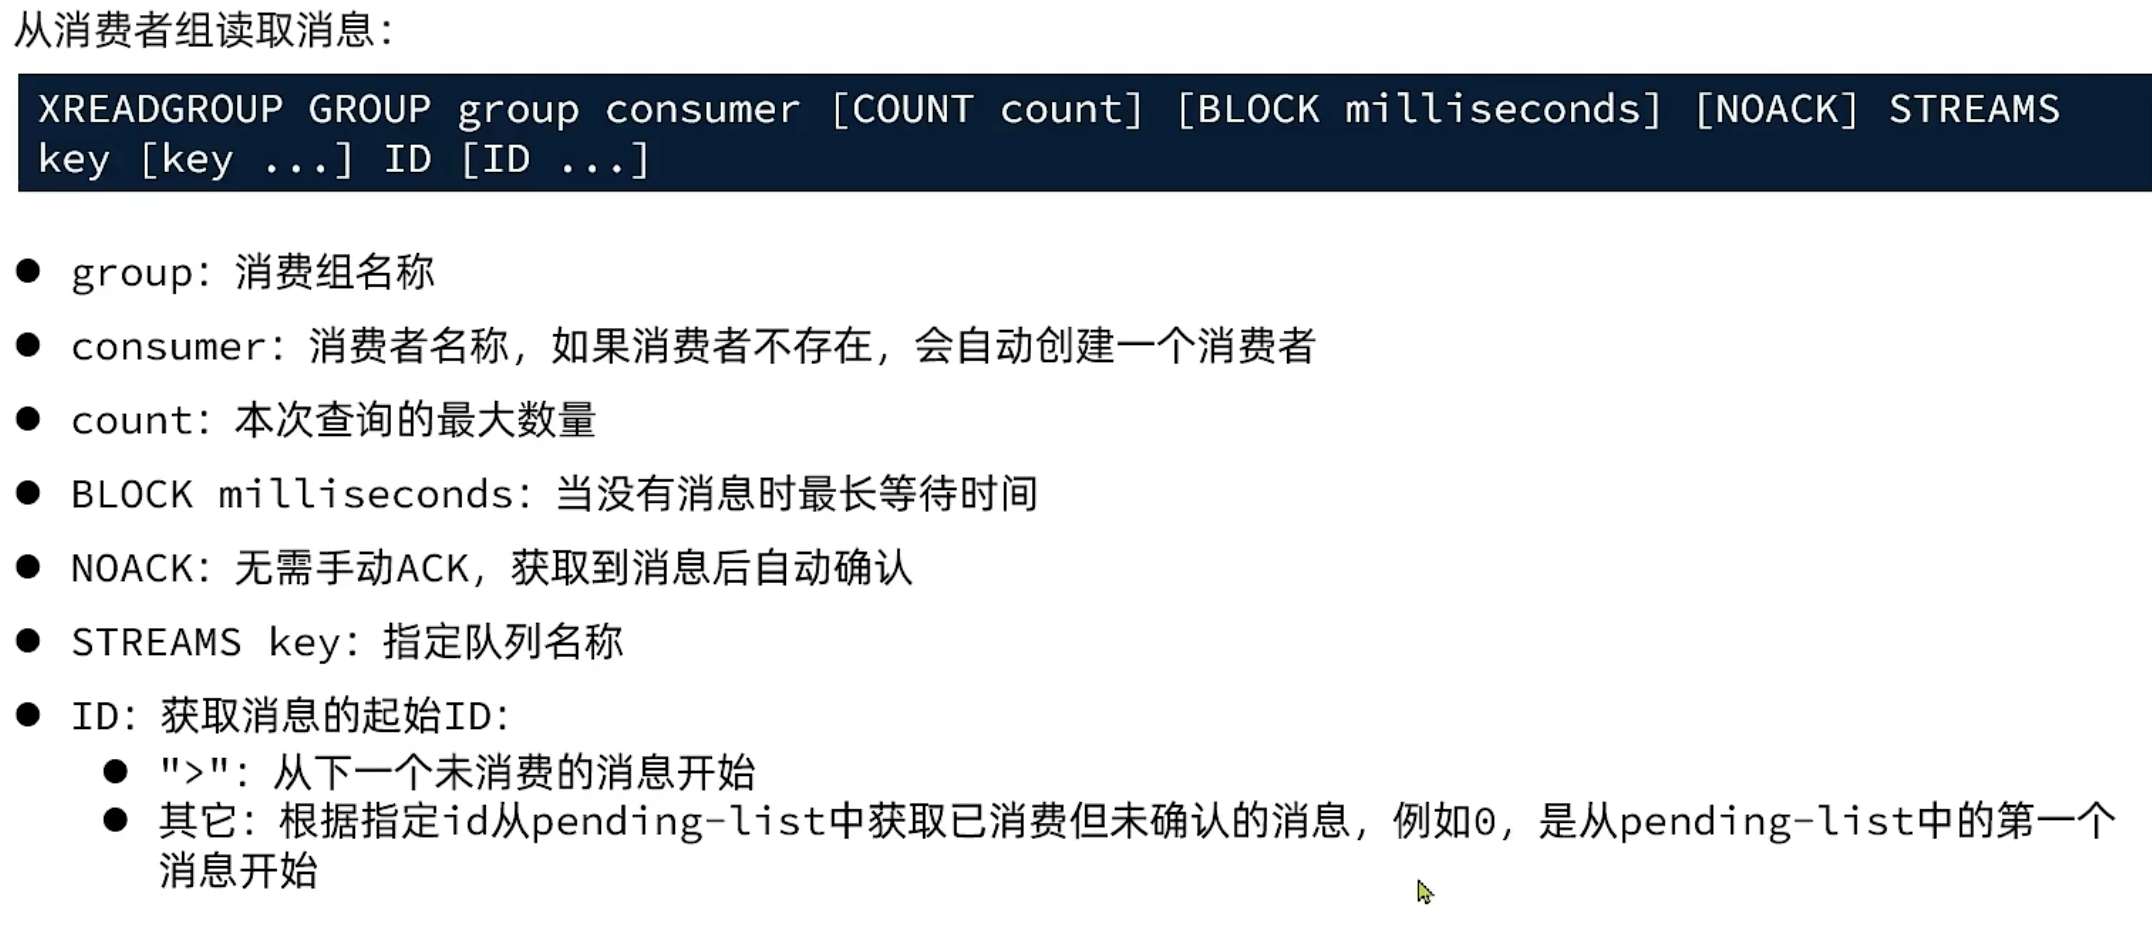 从消费者组读取消息：
XREADGROUP GROUP group consumer [COUNT count] [BLOCK milliseconds] [NOACK] STREAMS
key [key ...] ID [ID ...]
● group：消费组名称
● consumer：消费者名称，如果消费者不存在，会自动创建一个消费者
● count：本次查询的最大数量
● BLOCK milliseconds：当没有消息时最长等待时间
● NOACK：无需手动ACK，获取到消息后自动确认
● STREAMS key：指定队列名称
● ID：获取消息的起始ID：
● ">"：从下一个未消费的消息开始
● 其它：根据指定id从pending-list中获取已消费但未确认的消息，例如0，是从pending-list中的第一个
消息开始